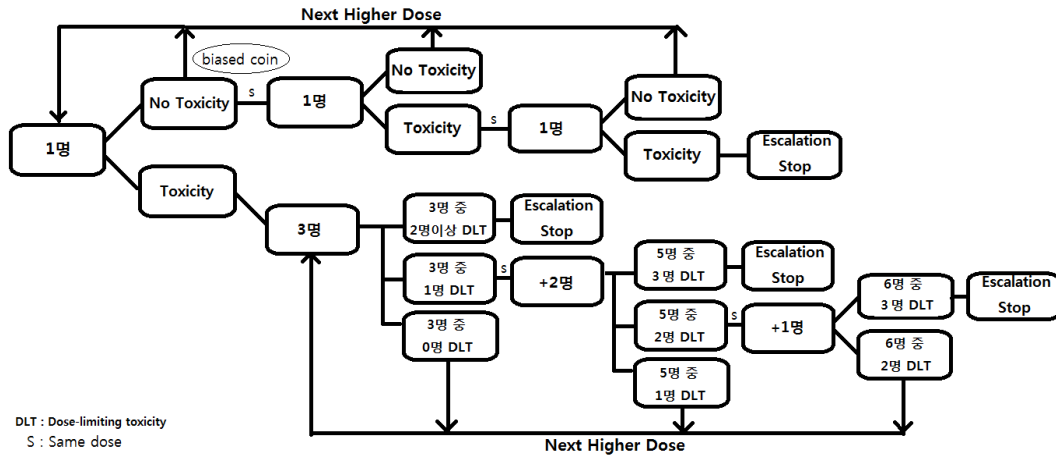 Next Higher Dose
biased coin
No Toxicity
S
1명
No Toxicity
Toxicity
S
1명
No Toxicity
Toxicity
Escalation
Stop
1명
Toxicity
3명
3명 중
2명이상 DLT
Escalation
Stop
3명 중
1명 DLT
S
+2명
3명 중
0명 DLT
5명 중
3명 DLT
Escalation
Stop
5명 중
2명 DLT
S
+1명
5명 중
1명 DLT
6명 중
3명 DLT
Escalation
Stop
6명 중
2명 DLT
Next Higher Dose
DLT : Dose-limiting toxicity
S : Same dose